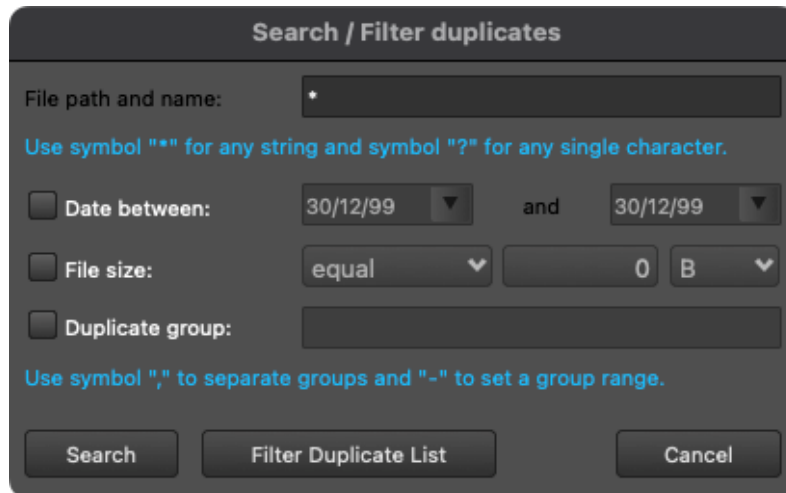 Search / Filter duplicates
File path and name: *
Use symbol "*" for any string and symbol "?" for any single character.
Date between: 30/12/99 and 30/12/99
File size: equal 0 B
Duplicate group:
Use symbol "," to separate groups and "-" to set a group range.
Search Filter Duplicate List Cancel